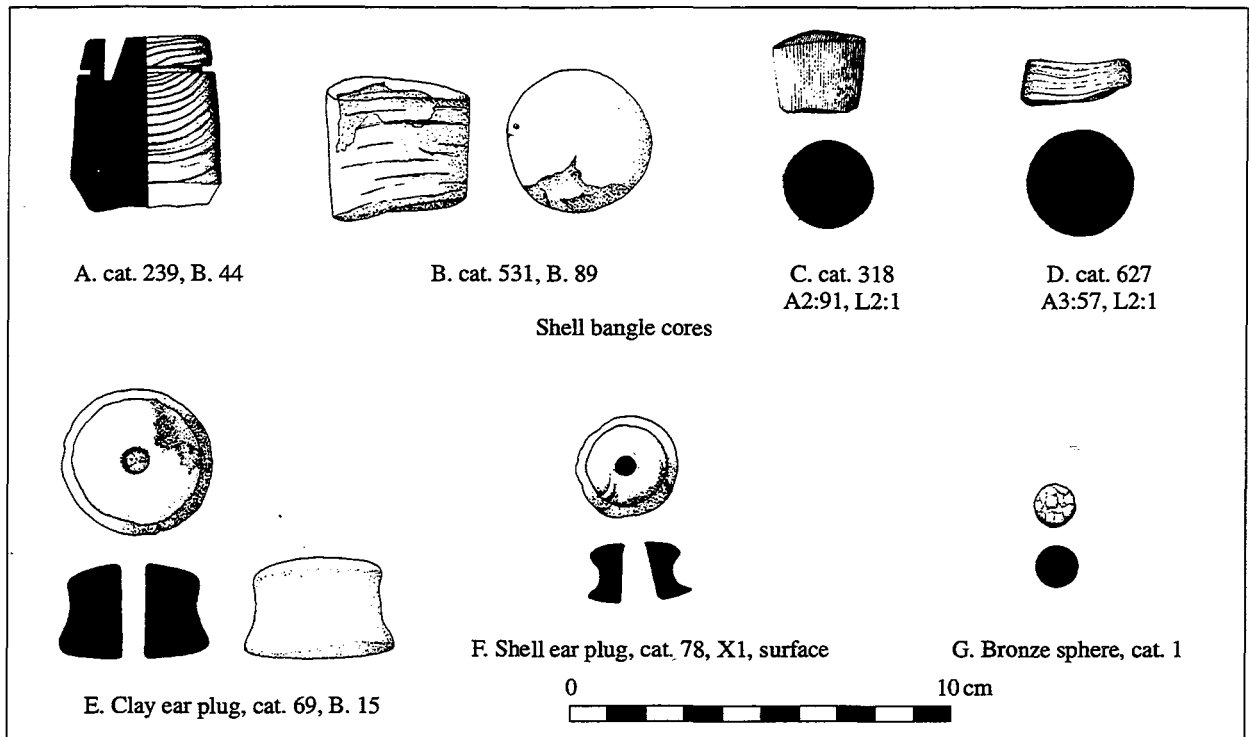 A. cat. 239, B. 44
B. cat. 531, B. 89
C. cat. 318
A2:91, L2:1
D. cat. 627
A3:57, L2:1
Shell bangle cores
E. Clay ear plug, cat. 69, B. 15
F. Shell ear plug, cat. 78, X1, surface
G. Bronze sphere, cat. 1
0 10 cm